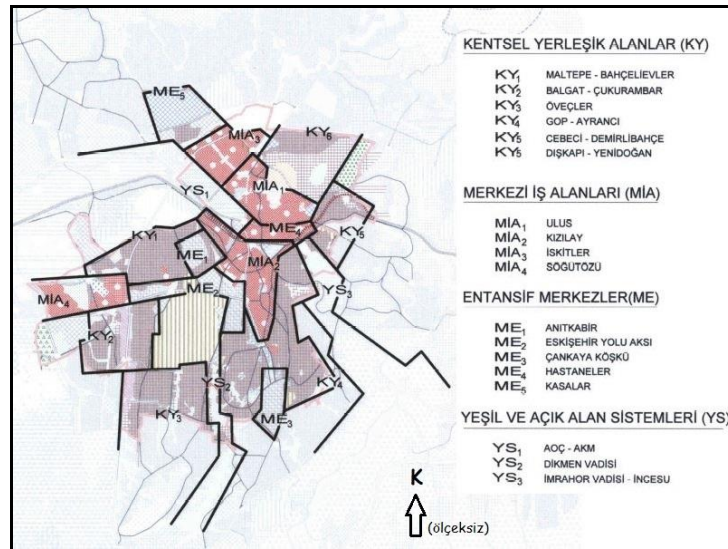 ME5
MİA3
KY6
YS1
MİA1
ME4
KY5
KY1
ME1
MİA2
ME2
YS3
MİA4
KY2
YS2
KY4
KY3
ME3
K
(ölçeksiz)
KENTSEL YERLEŞİK ALANLAR (KY)
KY1 MALTEPE - BAHÇELİEVLER
KY2 BALGAT - ÇUKURAMBAR
KY3 ÖVEÇLER
KY4 GOP - AYRANCI
KY5 CEBECİ - DEMİRLİBAHÇE
KY5 DIŞKAPI - YENİDOĞAN
MERKEZİ İŞ ALANLARI (MİA)
MİA1 ULUS
MİA2 KIZILAY
MİA3 İSKİTLER
MİA4 SÖĞÜTÖZÜ
ENTANSİF MERKEZLER(ME)
ME1 ANITKABİR
ME2 ESKİŞEHİR YOLU AKSI
ME3 ÇANKAYA KÖŞKÜ
ME4 HASTANELER
ME5 KASALAR
YEŞİL VE AÇIK ALAN SİSTEMLERİ (YS)
YS1 AOÇ - AKM
YS2 DİKMEN VADİSİ
YS3 İMRAHOR VADİSİ - İNCESU